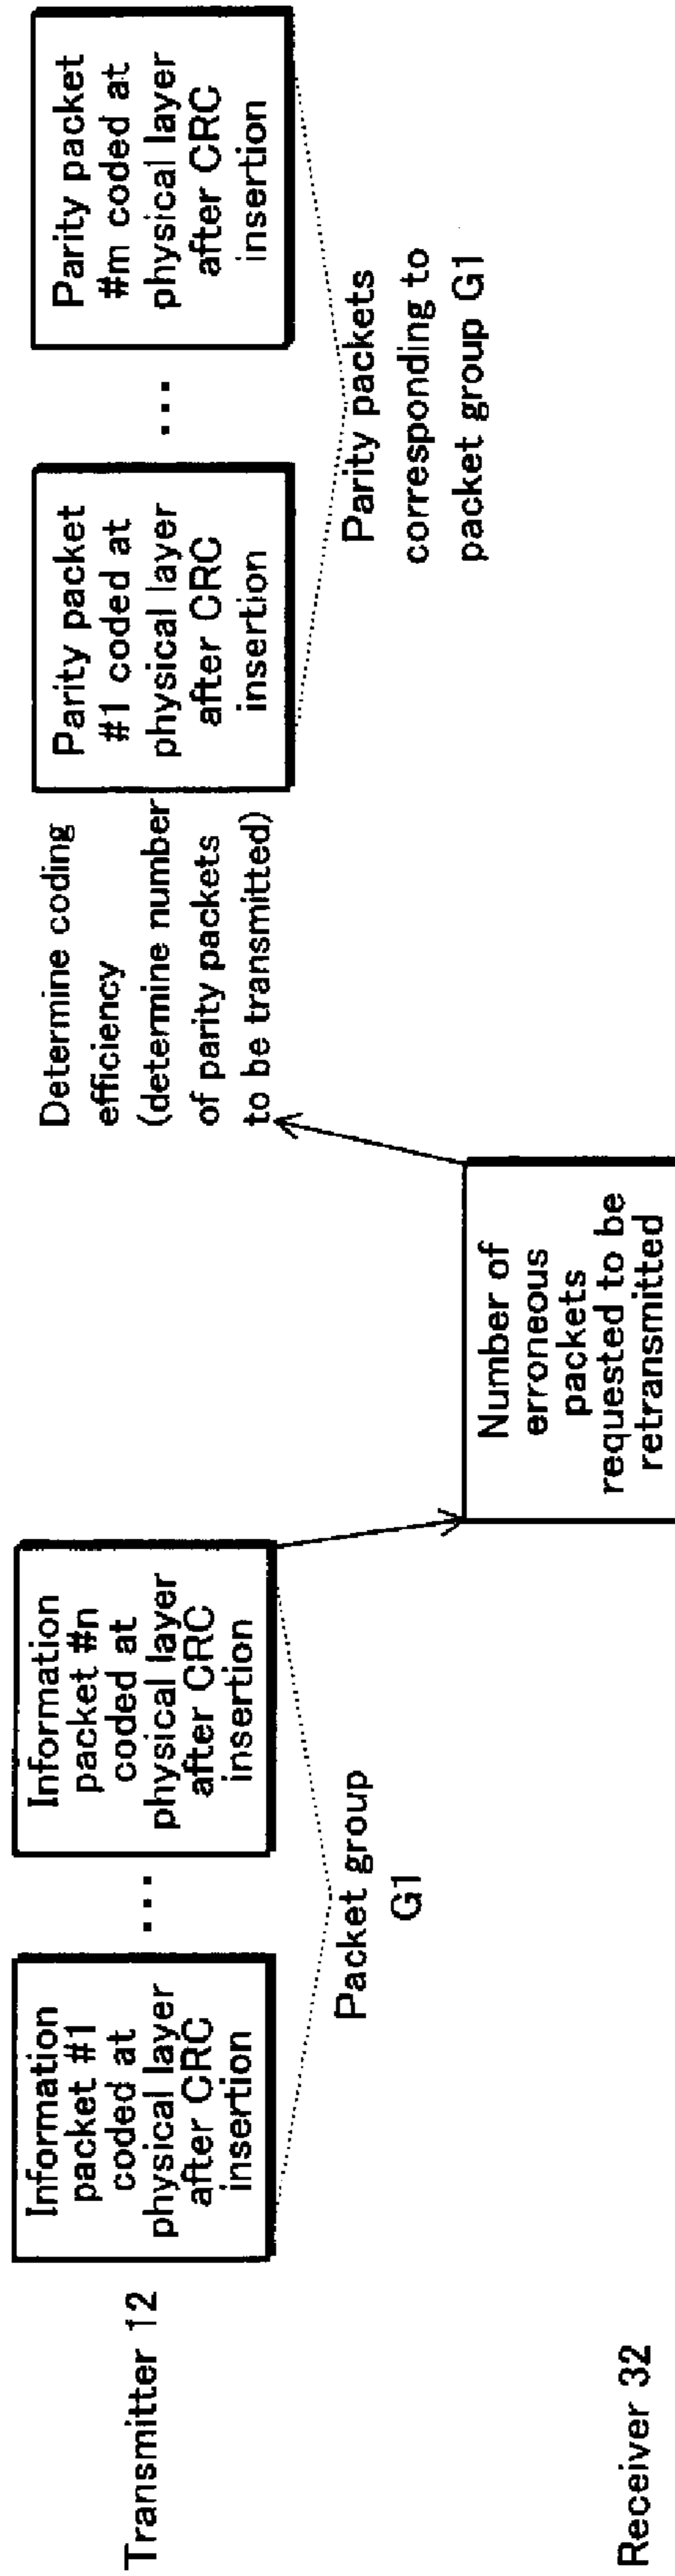 Transmitter 12
Information
packet #1
coded at
physical layer
after CRC
insertion
...
Information
packet #n
coded at
physical layer
after CRC
insertion
Packet group
G1
Determine coding
efficiency
(determine number
of parity packets
to be transmitted)
Parity packet
#1 coded at
physical layer
after CRC
insertion
...
Parity packet
#m coded at
physical layer
after CRC
insertion
Parity packets
corresponding to
packet group G1
Receiver 32
Number of
erroneous
packets
requested to be
retransmitted